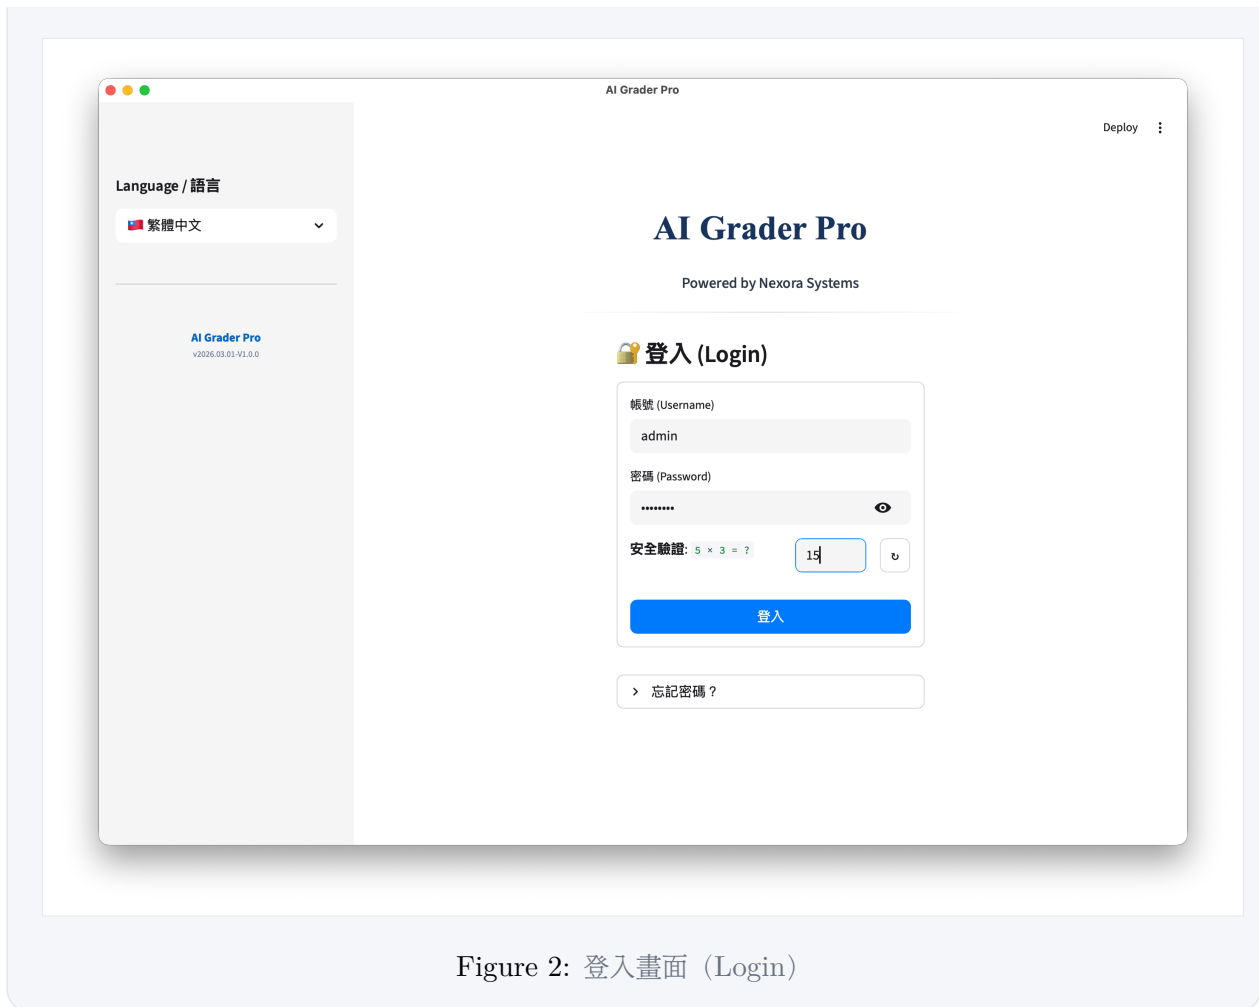 AI Grader Pro
Deploy
Language / 語言
🇹🇼 繁體中文
AI Grader Pro
v2026.03.01-V1.0.0
AI Grader Pro
Powered by Nexora Systems
🔐 登入 (Login)
帳號 (Username)
admin
密碼 (Password)
••••••••
安全驗證: 5 × 3 = ?
15
↻
登入
忘記密碼？
Figure 2: 登入畫面（Login）